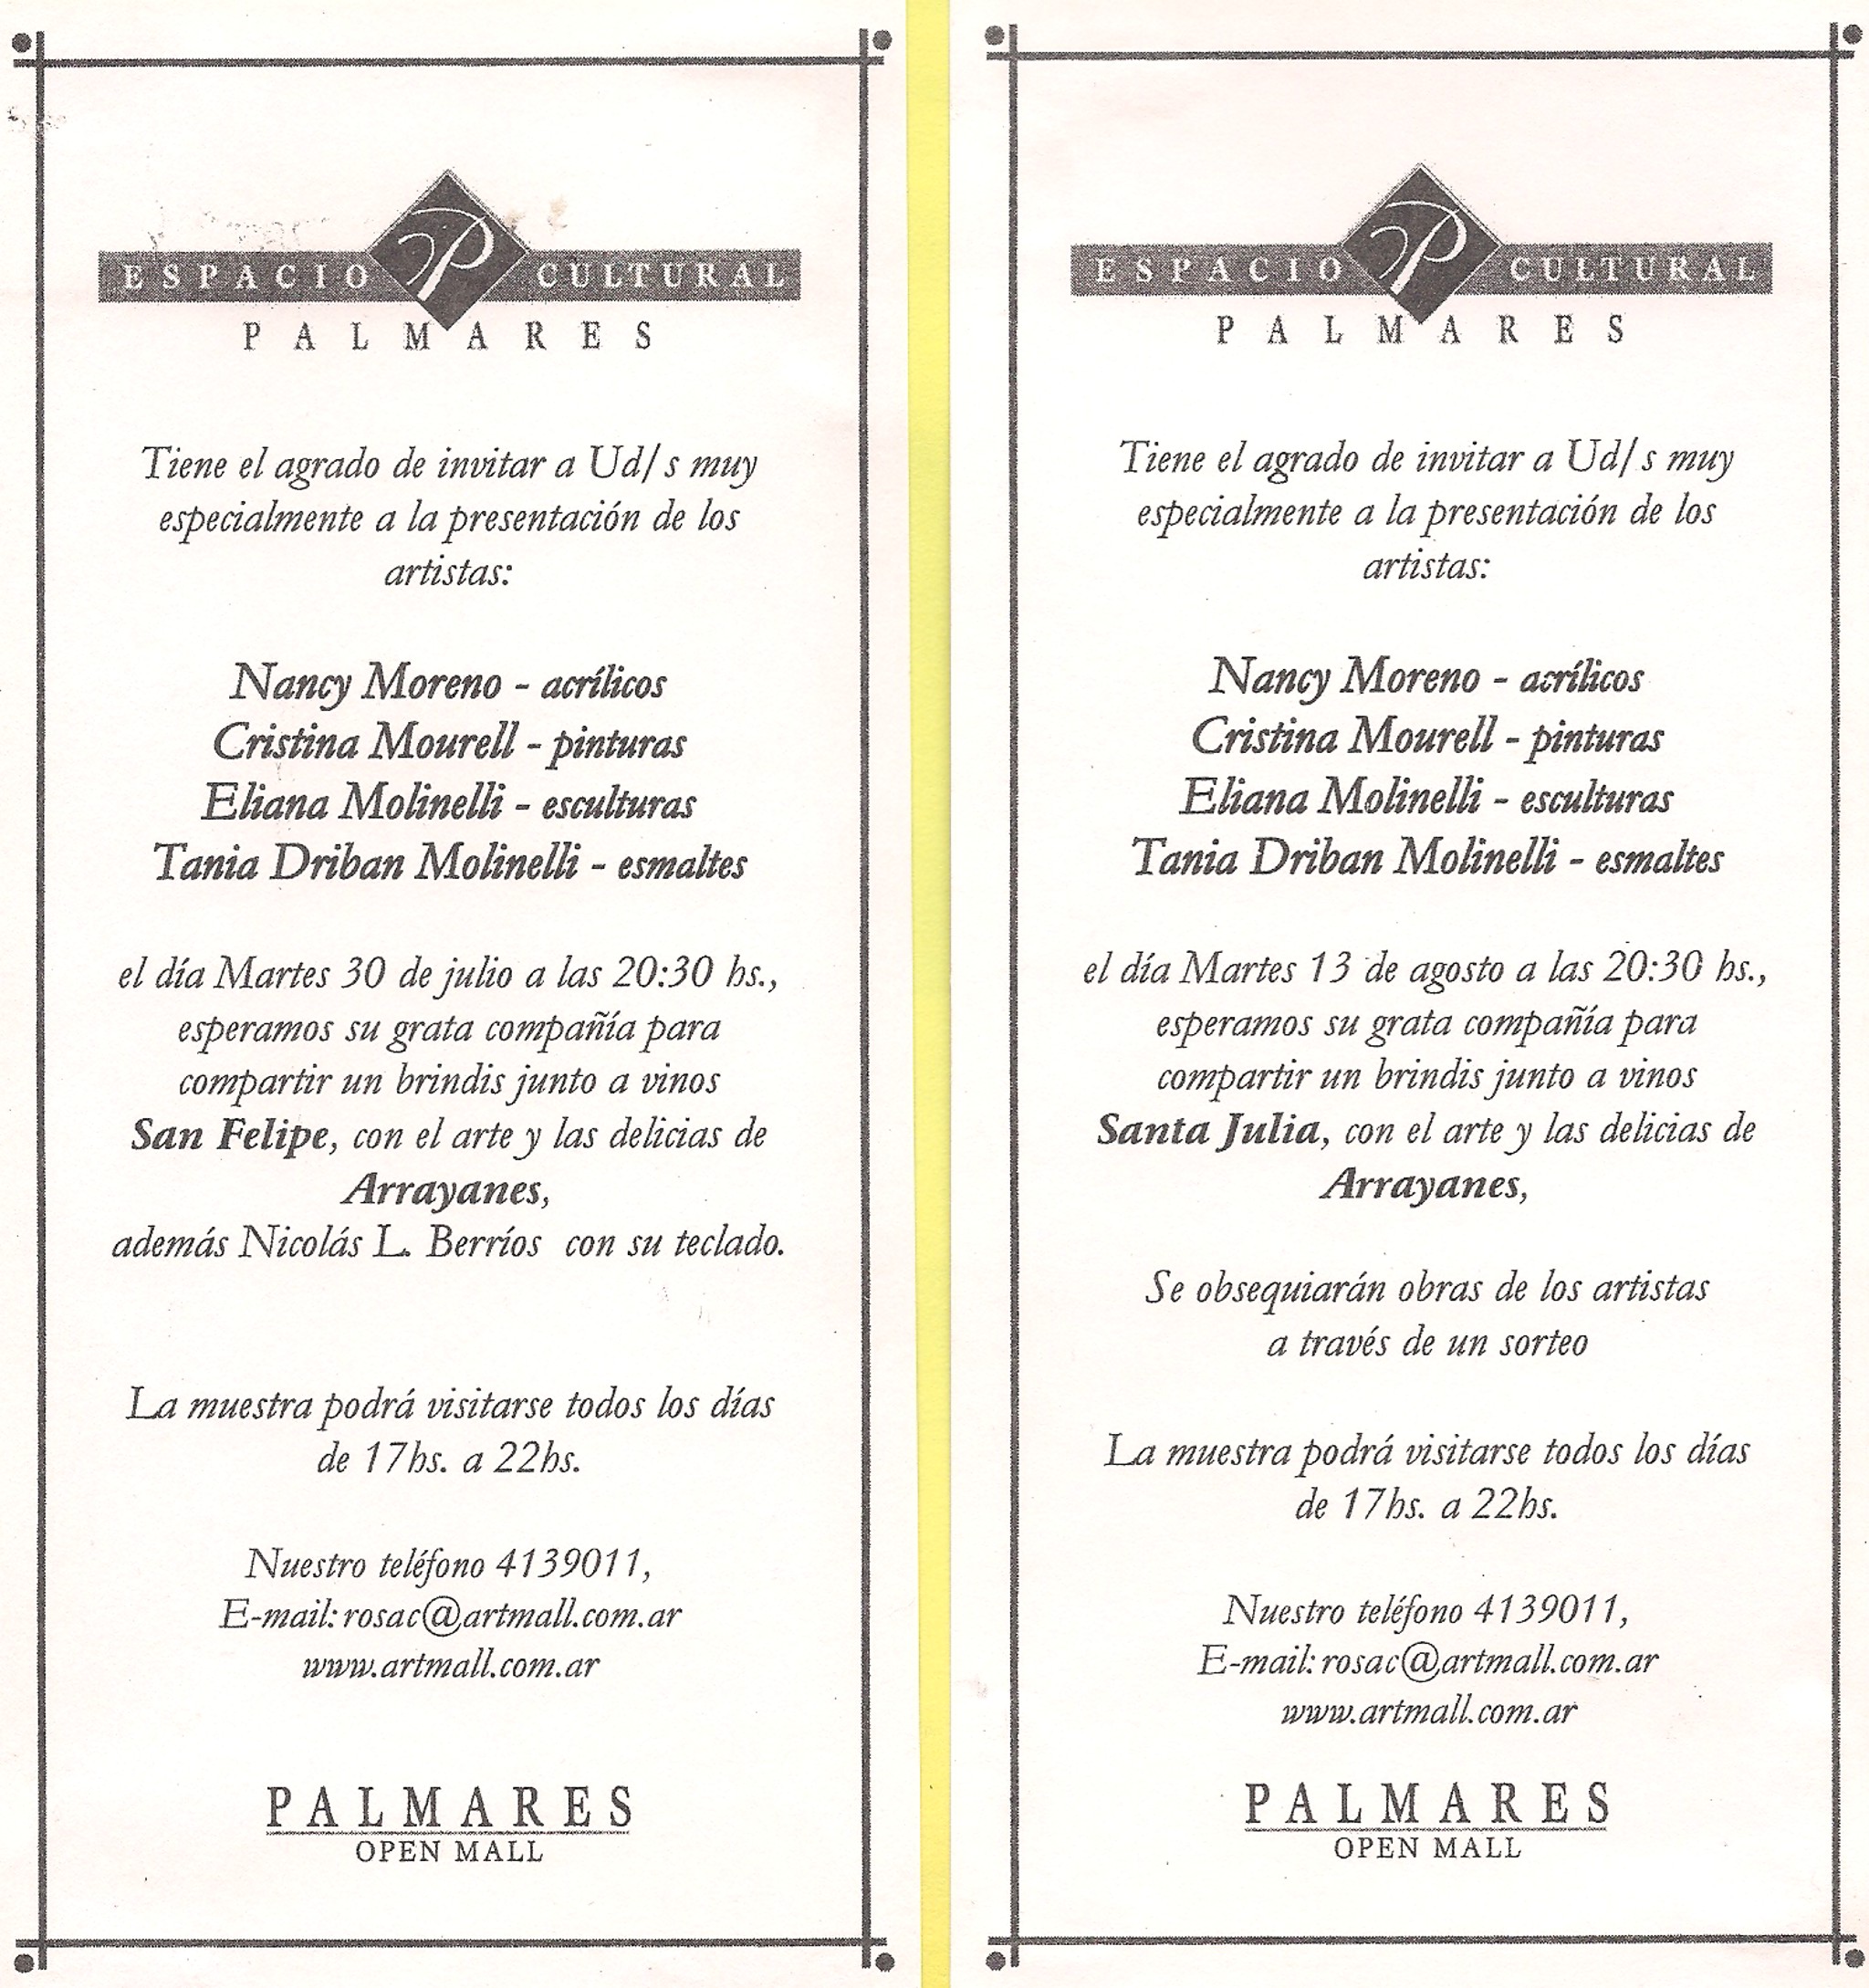 ESPACIO P CULTURAL
PALMARES
Tiene el agrado de invitar a Ud/s muy
especialmente a la presentación de los
artistas:
Nancy Moreno - acrílicos
Cristina Mourell - pinturas
Eliana Molinelli - esculturas
Tania Driban Molinelli - esmaltes
el día Martes 30 de julio a las 20:30 hs.,
esperamos su grata compañía para
compartir un brindis junto a vinos
San Felipe, con el arte y las delicias de
Arrayanes,
además Nicolás L. Berríos con su teclado.
La muestra podrá visitarse todos los días
de 17hs. a 22hs.
Nuestro teléfono 4139011,
E-mail: rosac@artmall.com.ar
www.artmall.com.ar
PALMARES
OPEN MALL
ESPACIO P CULTURAL
PALMARES
Tiene el agrado de invitar a Ud/s muy
especialmente a la presentación de los
artistas:
Nancy Moreno - acrílicos
Cristina Mourell - pinturas
Eliana Molinelli - esculturas
Tania Driban Molinelli - esmaltes
el día Martes 13 de agosto a las 20:30 hs.,
esperamos su grata compañía para
compartir un brindis junto a vinos
Santa Julia, con el arte y las delicias de
Arrayanes,
Se obsequiarán obras de los artistas
a través de un sorteo
La muestra podrá visitarse todos los días
de 17hs. a 22hs.
Nuestro teléfono 4139011,
E-mail: rosac@artmall.com.ar
www.artmall.com.ar
PALMARES
OPEN MALL